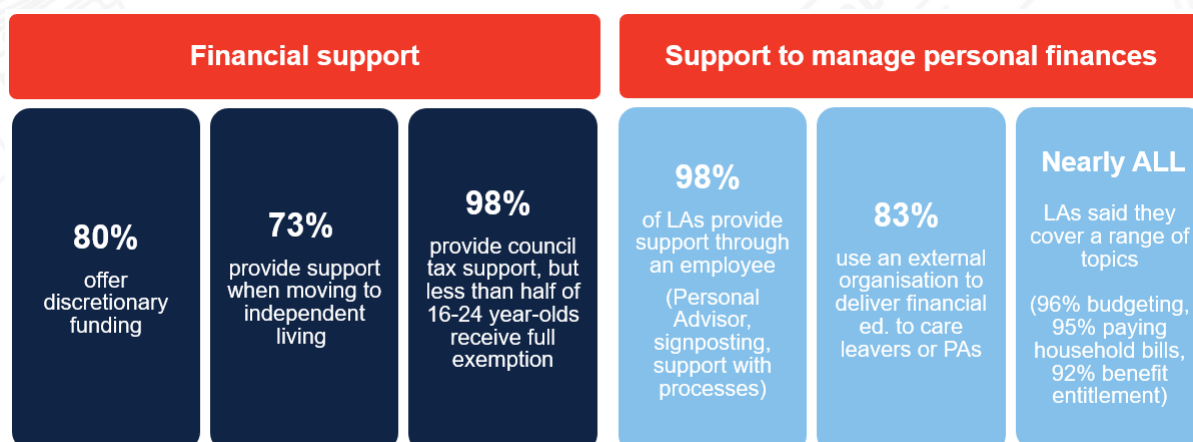 Financial support
80%
offer
discretionary
funding
73%
provide support
when moving to
independent
living
98%
provide council
tax support, but
less than half of
16-24 year-olds
receive full
exemption
Support to manage personal finances
98%
of LAs provide
support through
an employee
(Personal
Advisor,
signposting,
support with
processes)
83%
use an external
organisation to
deliver financial
ed. to care
leavers or PAs
Nearly ALL
LAs said they
cover a range of
topics
(96% budgeting,
95% paying
household bills,
92% benefit
entitlement)